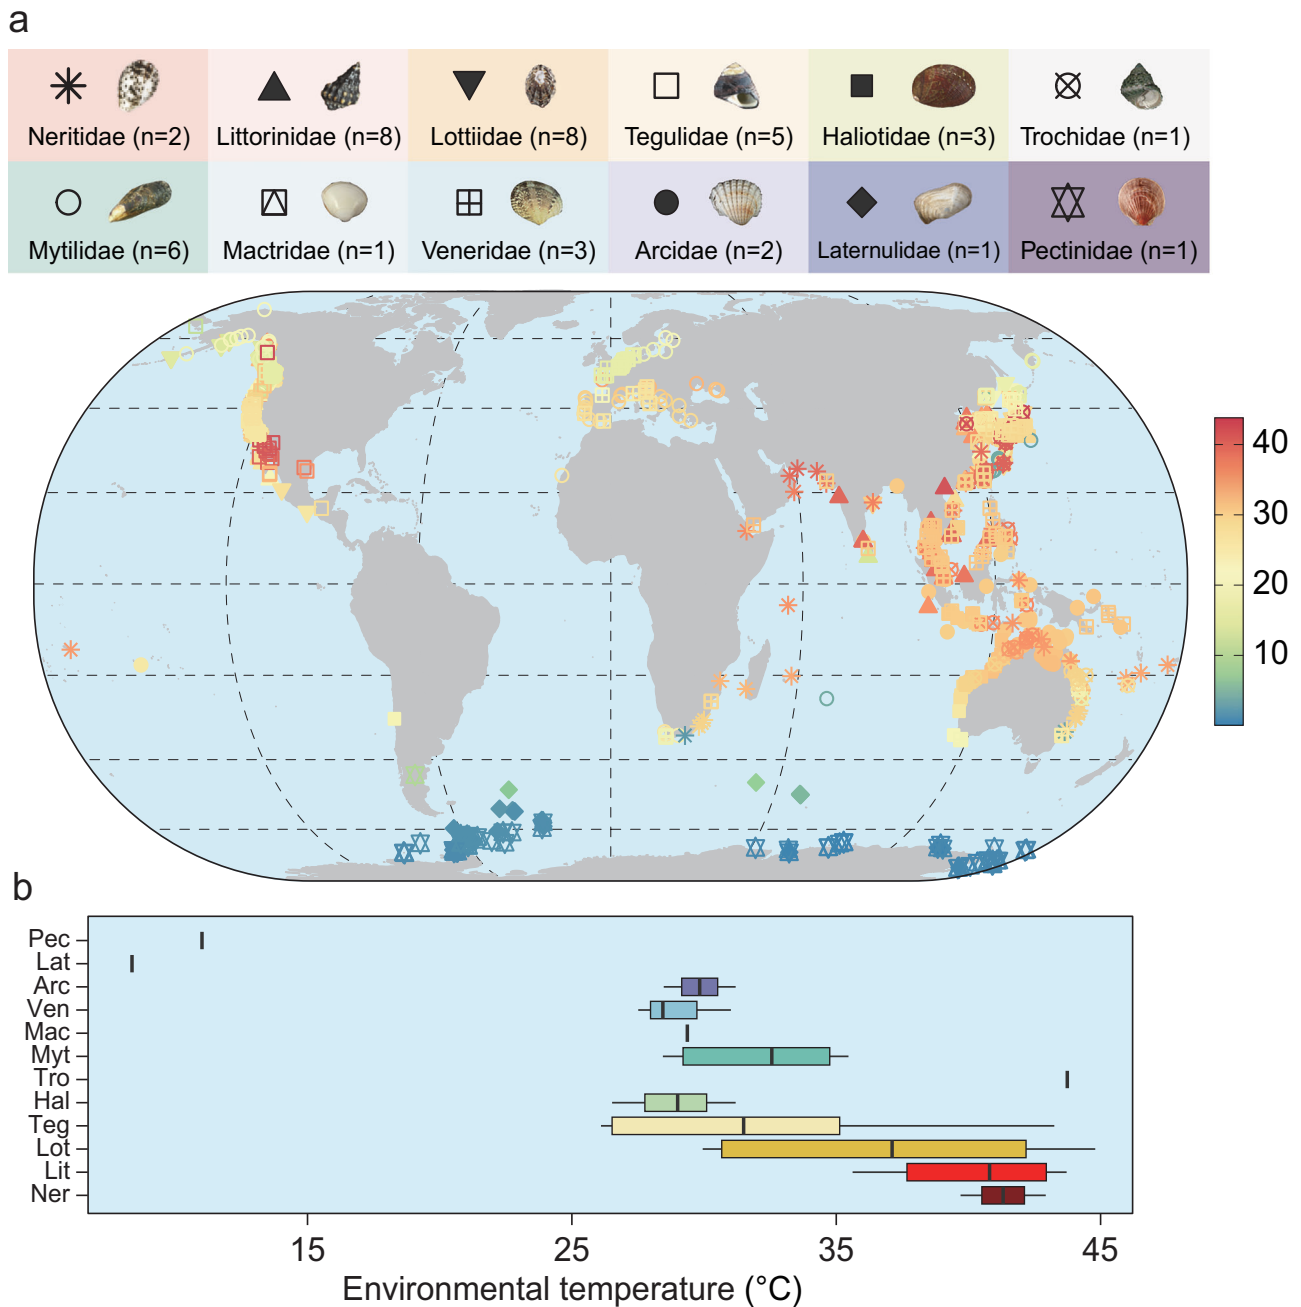 a
Neritidae (n=2) Littorinidae (n=8) Lottiidae (n=8) Tegulidae (n=5) Haliotidae (n=3) Trochidae (n=1)
Mytilidae (n=6) Mactridae (n=1) Veneridae (n=3) Arcidae (n=2) Laternulidae (n=1) Pectinidae (n=1)
40
30
20
10
b
Pec
Lat
Arc
Ven
Mac
Myt
Tro
Hal
Teg
Lot
Lit
Ner
15 25 35 45
Environmental temperature (°C)